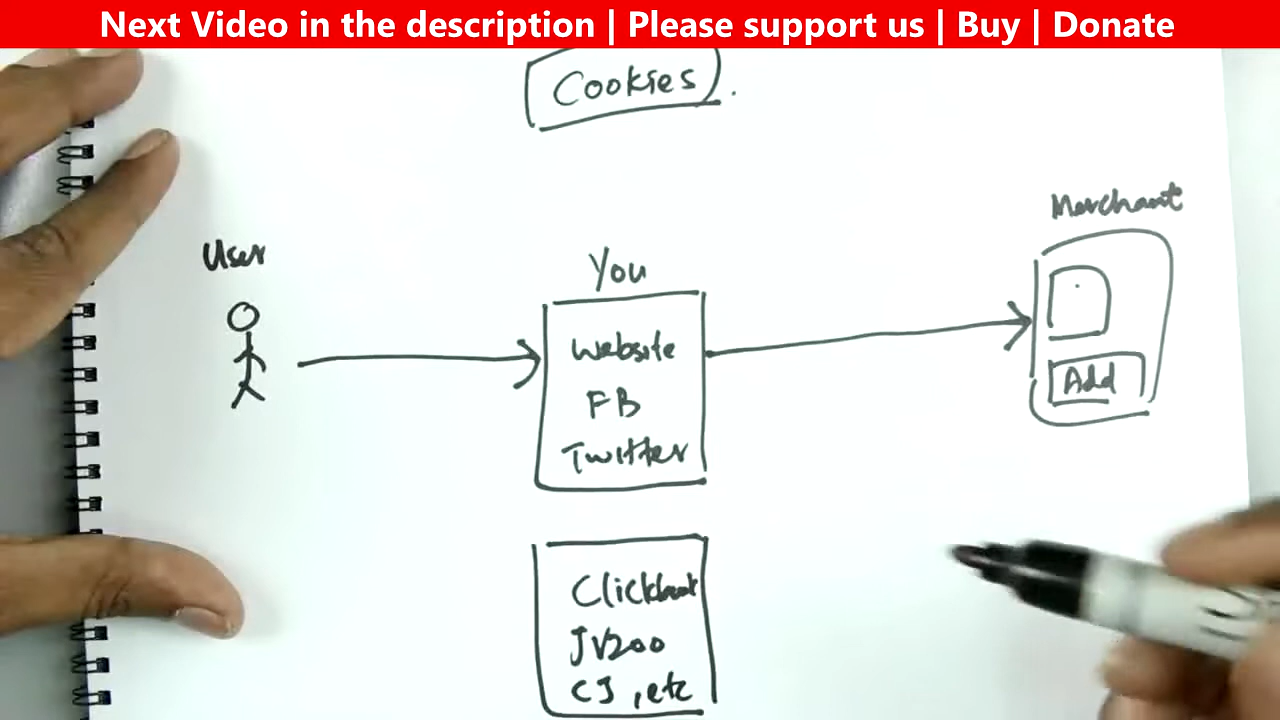 Next Video in the description | Please support us | Buy | Donate
Cookies
Merchant
User
You
Website
FB
Twitter
Add
Clickbank
JVZOO
CJ, etc